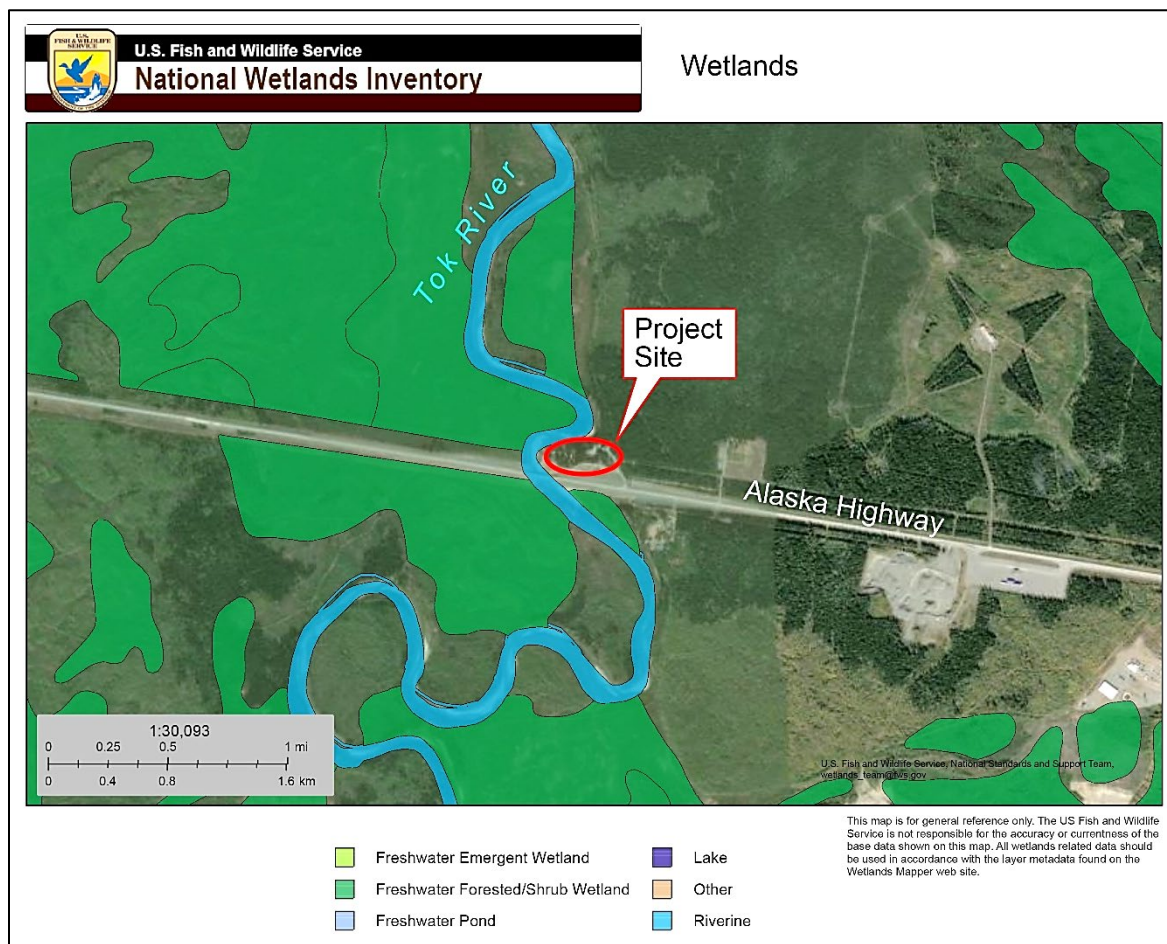 U.S.
FISH & WILDLIFE
SERVICE
DEPARTMENT OF THE INTERIOR
U.S. Fish and Wildlife Service
National Wetlands Inventory
Wetlands
Tok River
Project
Site
Alaska Highway
1:30,093
0 0.25 0.5 1 mi
0 0.4 0.8 1.6 km
U.S. Fish and Wildlife Service, National Standards and Support Team,
wetlands_team@fws.gov
This map is for general reference only. The US Fish and Wildlife
Service is not responsible for the accuracy or currentness of the
base data shown on this map. All wetlands related data should
be used in accordance with the layer metadata found on the
Wetlands Mapper web site.
Freshwater Emergent Wetland
Freshwater Forested/Shrub Wetland
Freshwater Pond
Lake
Other
Riverine